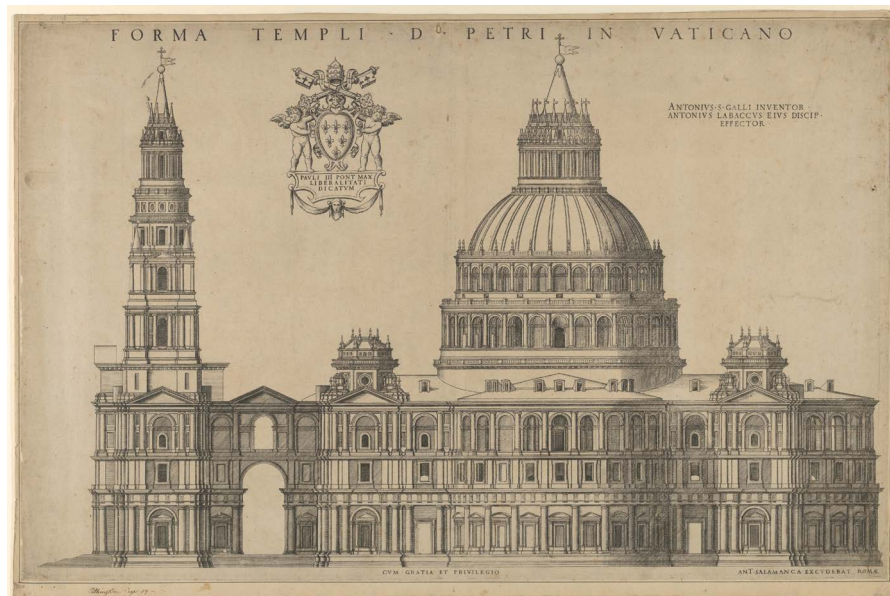 FORMA TEMPLI · D · PETRI IN VATICANO
ANTONIVS·S·GALLI INVENTOR·
ANTONIVS LABACCVS EIVS DISCIP·
EFFECTOR
PAVLI III PONT MAX
LIBERALITATI
DICATVM
CVM GRATIA ET PRIVILEGIO
ANT·SALAMANCA EXCVDEBAT ROMÆ